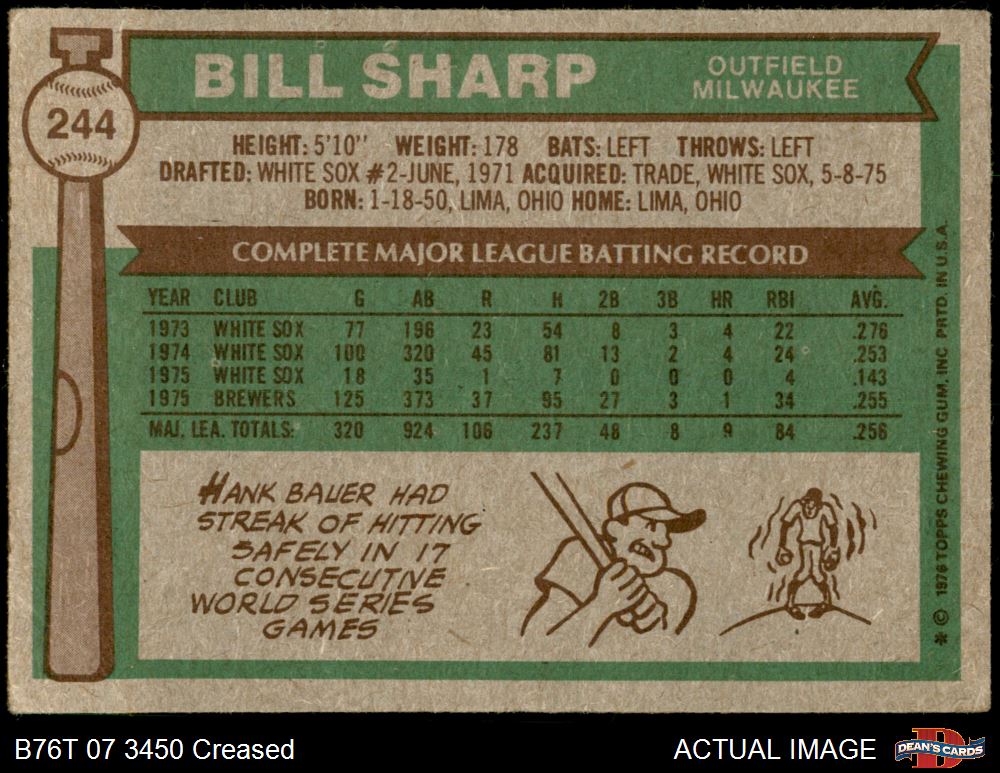 BILL SHARP
OUTFIELD
MILWAUKEE
244
HEIGHT: 5'10" WEIGHT: 178 BATS: LEFT THROWS: LEFT
DRAFTED: WHITE SOX #2-JUNE, 1971 ACQUIRED: TRADE, WHITE SOX, 5-8-75
BORN: 1-18-50, LIMA, OHIO HOME: LIMA, OHIO
COMPLETE MAJOR LEAGUE BATTING RECORD
YEAR CLUB G AB R H 2B 3B HR RBI AVG.
1973 WHITE SOX 77 196 23 54 8 3 4 22 .276
1974 WHITE SOX 100 320 45 81 13 2 4 24 .253
1975 WHITE SOX 18 35 1 7 0 0 0 4 .143
1975 BREWERS 125 373 37 95 27 3 1 34 .255
MAJ. LEA. TOTALS: 320 924 106 237 48 8 9 84 .256
HANK BAUER HAD
STREAK OF HITTING
SAFELY IN 17
CONSECUTIVE
WORLD SERIES
GAMES
* © 1976 TOPPS CHEWING GUM, INC PRTD. IN U.S.A.
B76T 07 3450 Creased
ACTUAL IMAGE
DEAN'S CARDS